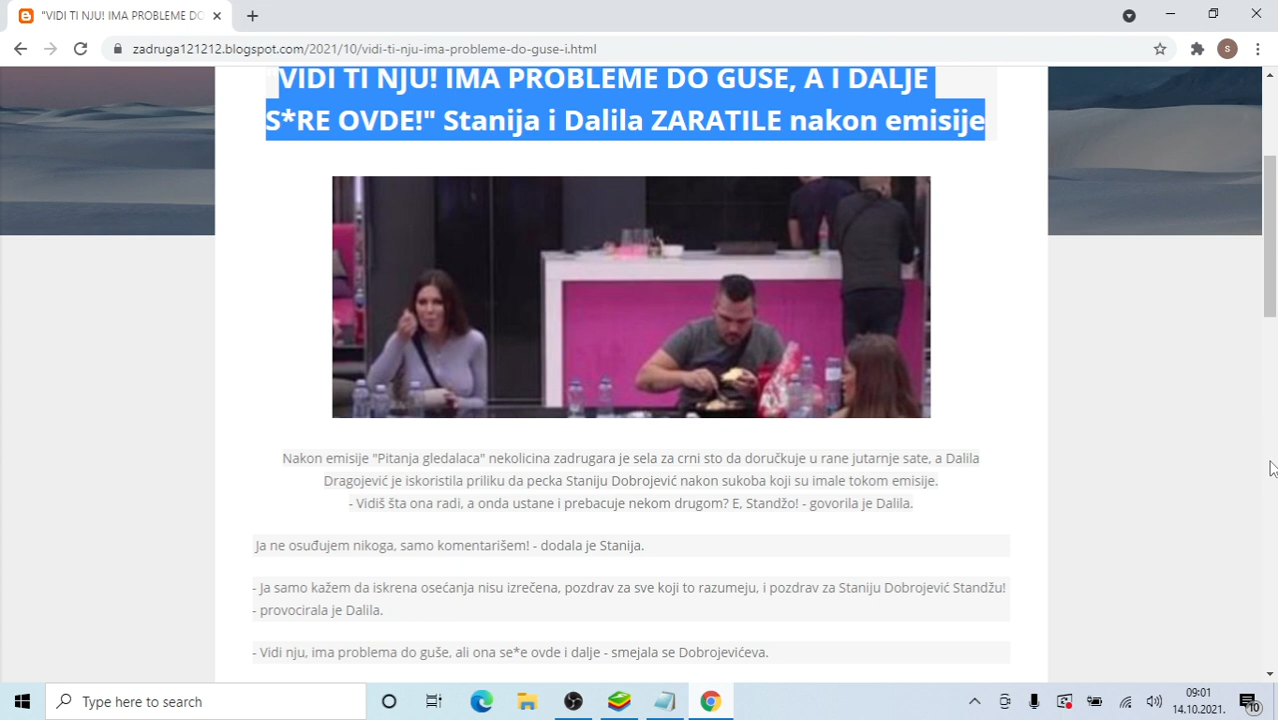 "VIDI TI NJU! IMA PROBLEME DO
zadruga121212.blogspot.com/2021/10/vidi-ti-nju-ima-probleme-do-guse-i.html
S
"VIDI TI NJU! IMA PROBLEME DO GUŠE, A I DALJE
S*RE OVDE!" Stanija i Dalila ZARATILE nakon emisije
Nakon emisije "Pitanja gledalaca" nekolicina zadrugara je sela za crni sto da doručkuje u rane jutarnje sate, a Dalila
Dragojević je iskoristila priliku da pecka Staniju Dobrojević nakon sukoba koji su imale tokom emisije.
- Vidiš šta ona radi, a onda ustane i prebacuje nekom drugom? E, Standžo! - govorila je Dalila.
Ja ne osuđujem nikoga, samo komentarišem! - dodala je Stanija.
- Ja samo kažem da iskrena osećanja nisu izrečena, pozdrav za sve koji to razumeju, i pozdrav za Staniju Dobrojević Standžu!
- provocirala je Dalila.
- Vidi nju, ima problema do guše, ali ona se*e ovde i dalje - smejala se Dobrojevićeva.
Type here to search
09:01
14.10.2021.
10